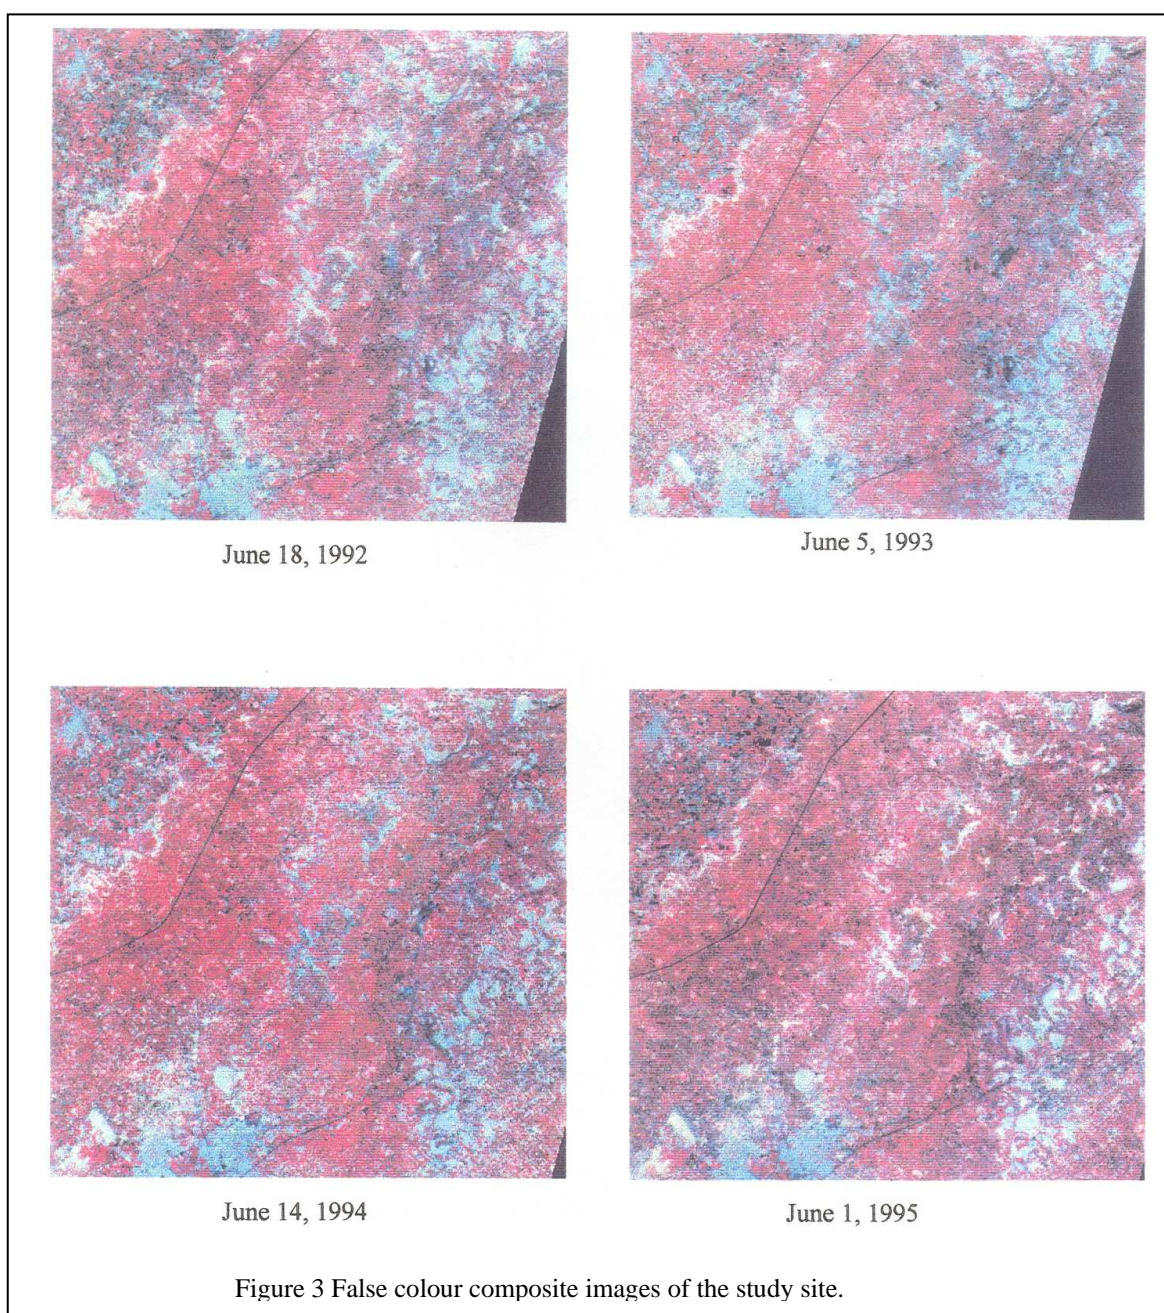 June 18, 1992
June 5, 1993
June 14, 1994
June 1, 1995
Figure 3 False colour composite images of the study site.